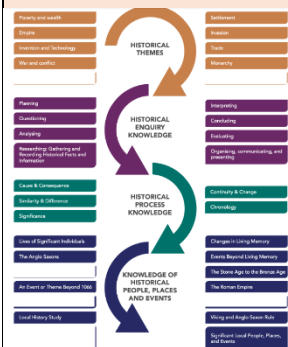 Poverty and wealth
Empire
Invention and Technology
War and conflict
HISTORICAL
THEMES
Settlement
Invasion
Trade
Monarchy
Planning
Questioning
Analysing
Researching: Gathering and
Recording Historical Facts and
Information
HISTORICAL
ENQUIRY
KNOWLEDGE
Interpreting
Concluding
Evaluating
Organising, communicating, and
presenting
Cause & Consequence
Similarity & Difference
Significance
HISTORICAL
PROCESS
KNOWLEDGE
Continuity & Change
Chronology
Lives of Significant Individuals
The Anglo Saxons
An Event or Theme Beyond 1066
Local History Study
KNOWLEDGE OF
HISTORICAL
PEOPLE, PLACES
AND EVENTS
Changes in Living Memory
Events Beyond Living Memory
The Stone Age to the Bronze Age
The Roman Empire
Viking and Anglo-Saxon Rule
Significant Local People, Places,
and Events